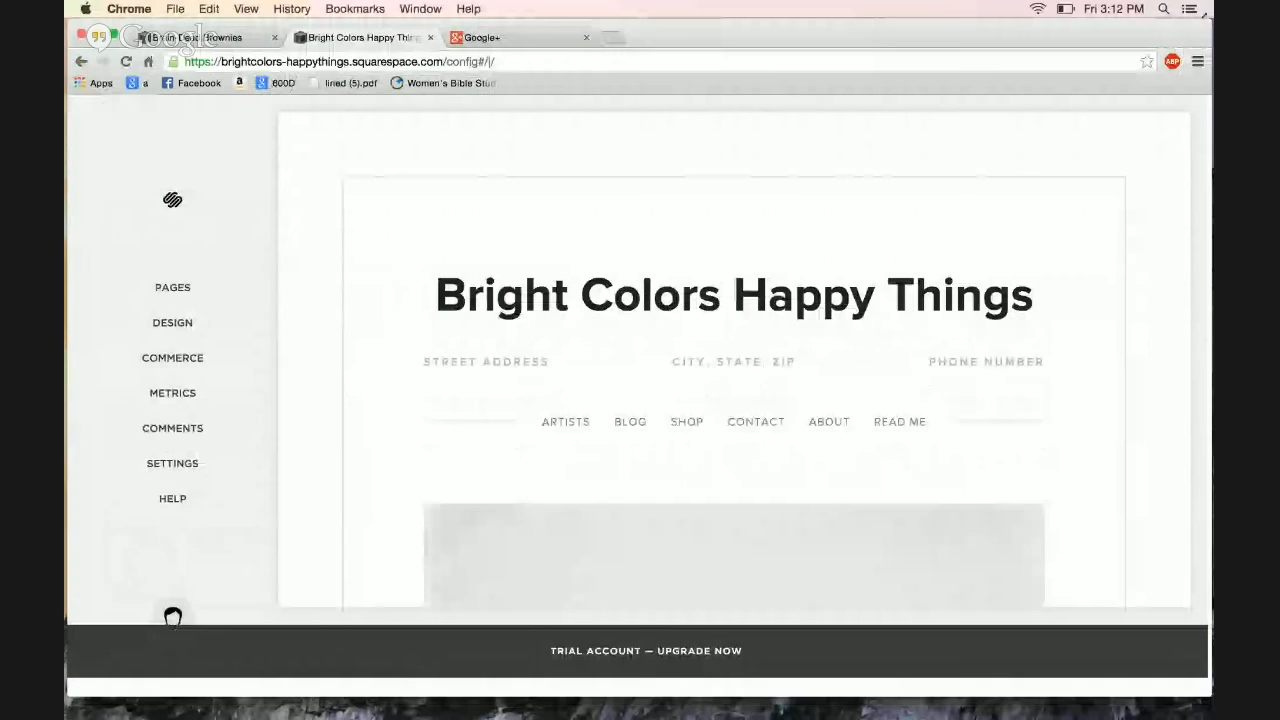 Chrome File Edit View History Bookmarks Window Help Fri 3:12 PM
Google Brownies Bright Colors Happy Thin Google+
https://brightcolors-happythings.squarespace.com/config#/|/
ABP
Apps a Facebook 600D lined (5).pdf Women's Bible Stud
Bright Colors Happy Things
STREET ADDRESS CITY, STATE, ZIP PHONE NUMBER
ARTISTS BLOG SHOP CONTACT ABOUT READ ME
PAGES
DESIGN
COMMERCE
METRICS
COMMENTS
SETTINGS
HELP
TRIAL ACCOUNT — UPGRADE NOW